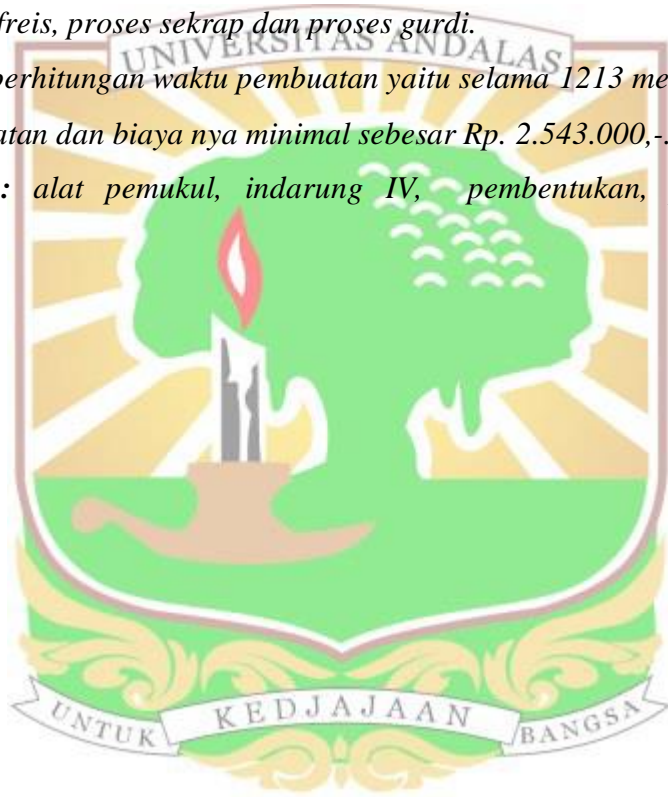 freis, proses sekrap dan proses gurdi.
UNIVERSITAS ANDALAS
perhitungan waktu pembuatan yaitu selama 1213 me
atan dan biaya nya minimal sebesar Rp. 2.543.000,-.
: alat pemukul, indarung IV, pembentukan,
UNTUK KEDJAJAAN BANGSA